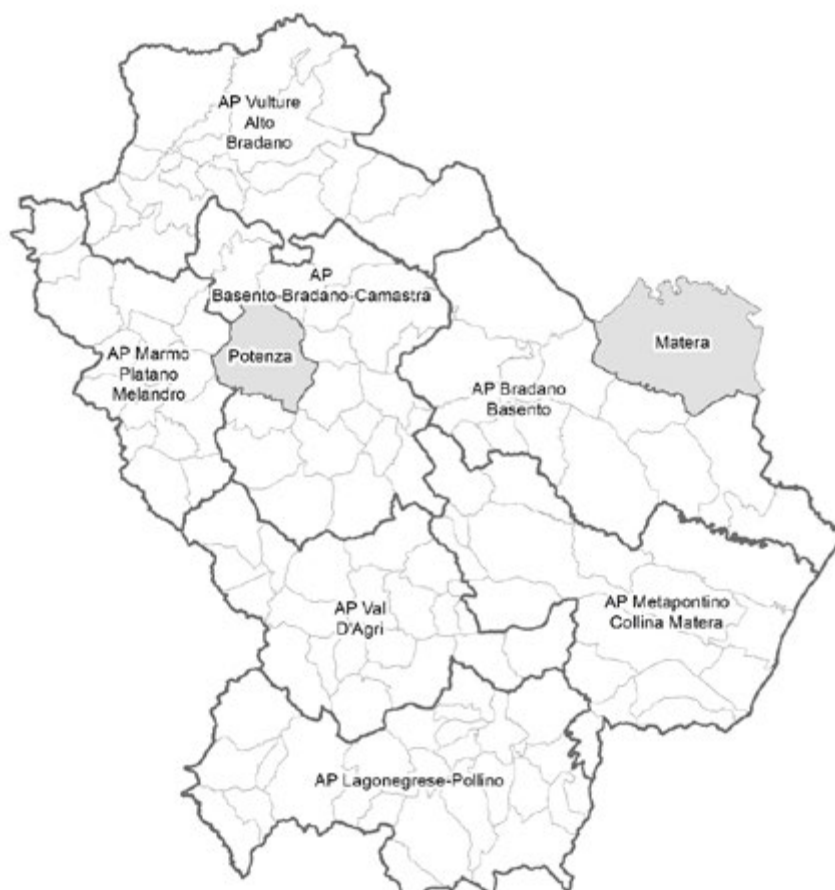 AP Vulture
Alto
Bradano
AP
Basento-Bradano-Camastra
Matera
Potenza
AP Marmo
Platano
Melandro
AP Bradano
Basento
AP Val
D'Agri
AP Metapontino
Collina Matera
AP Lagonegrese-Pollino